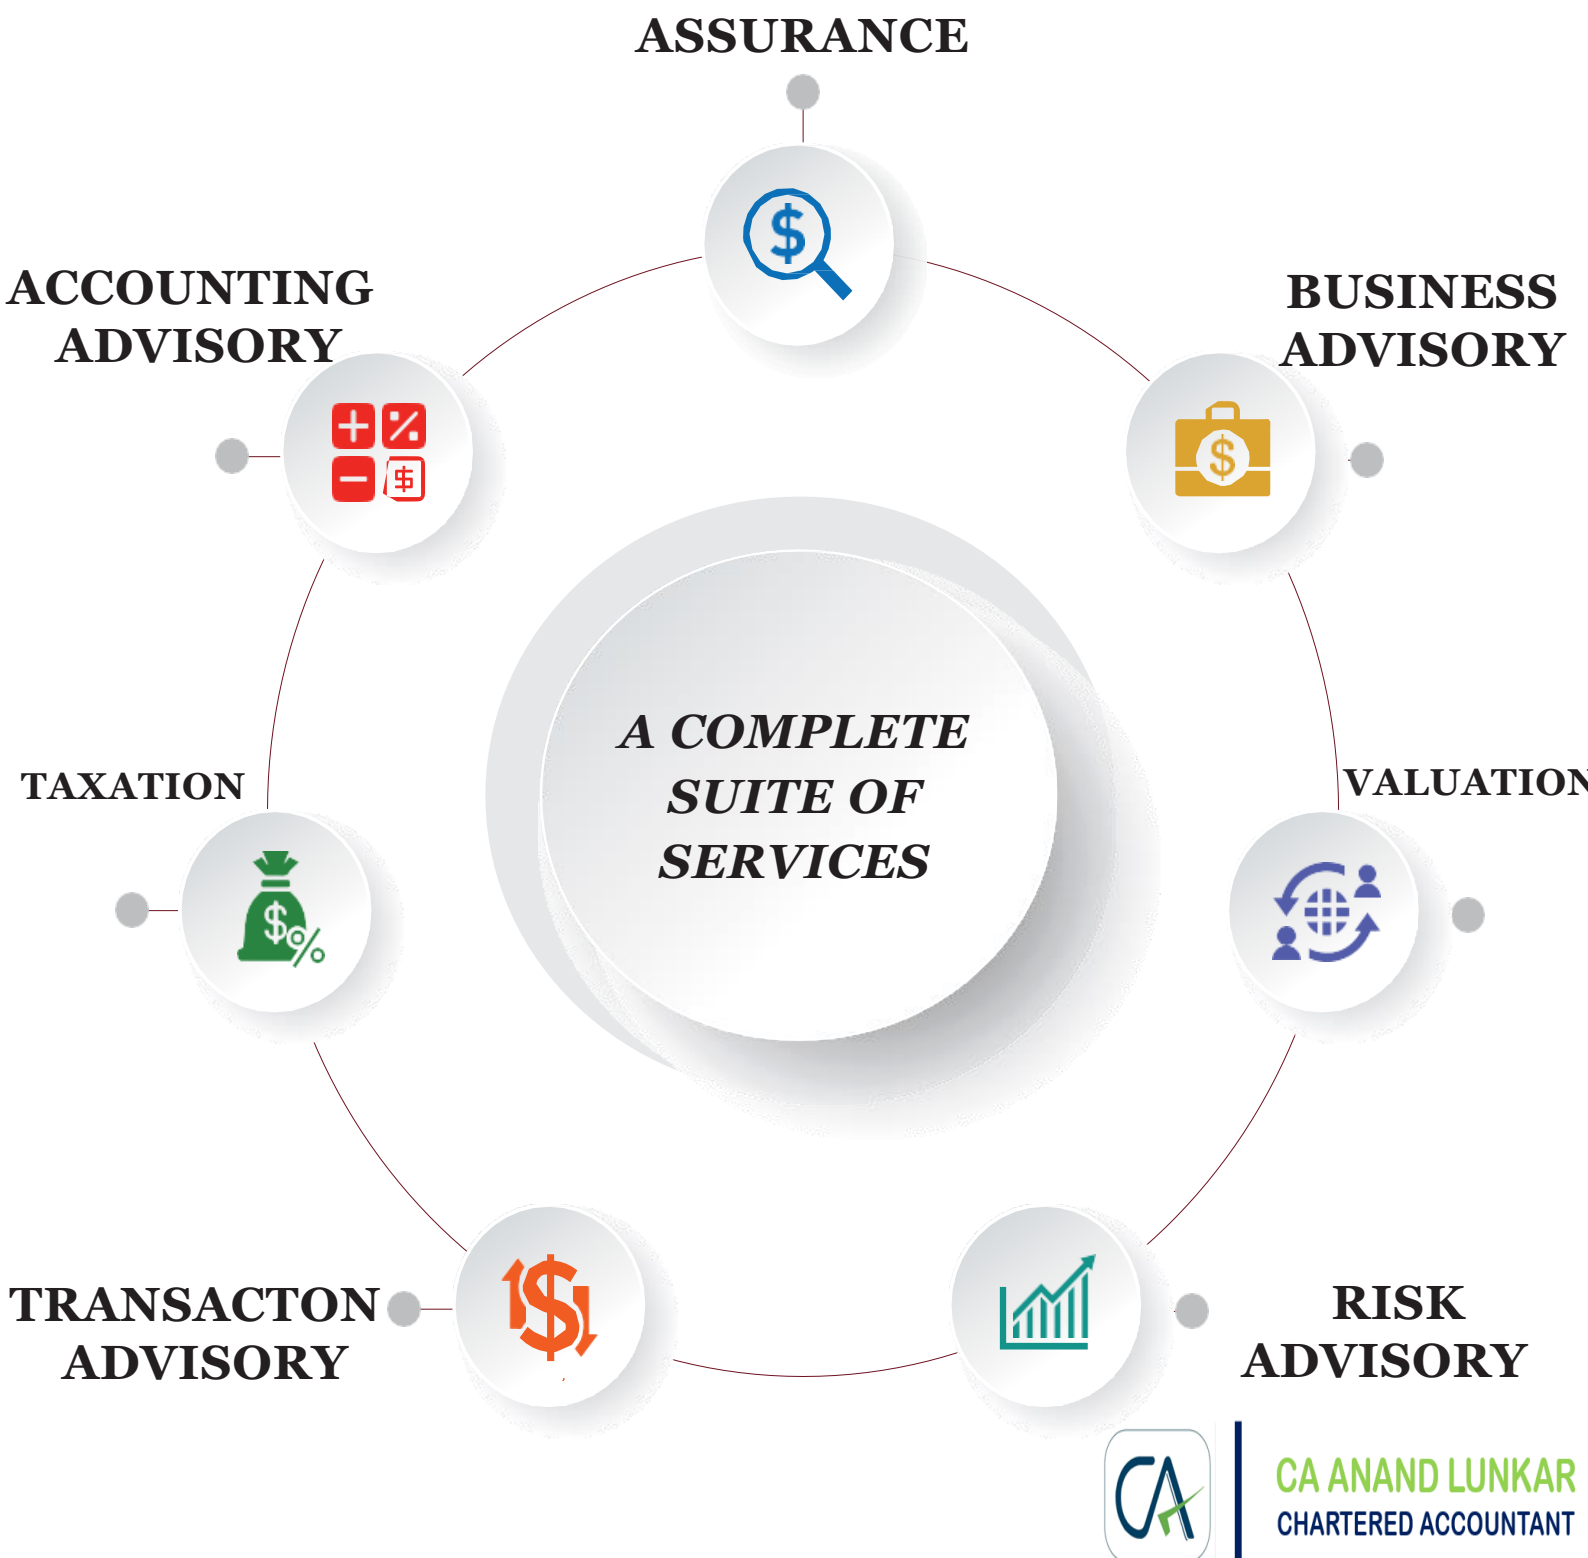 ASSURANCE
ACCOUNTING
ADVISORY
BUSINESS
ADVISORY
A COMPLETE
SUITE OF
SERVICES
TAXATION
VALUATION
TRANSACTON
ADVISORY
RISK
ADVISORY
CA
CA ANAND LUNKAR
CHARTERED ACCOUNTANT